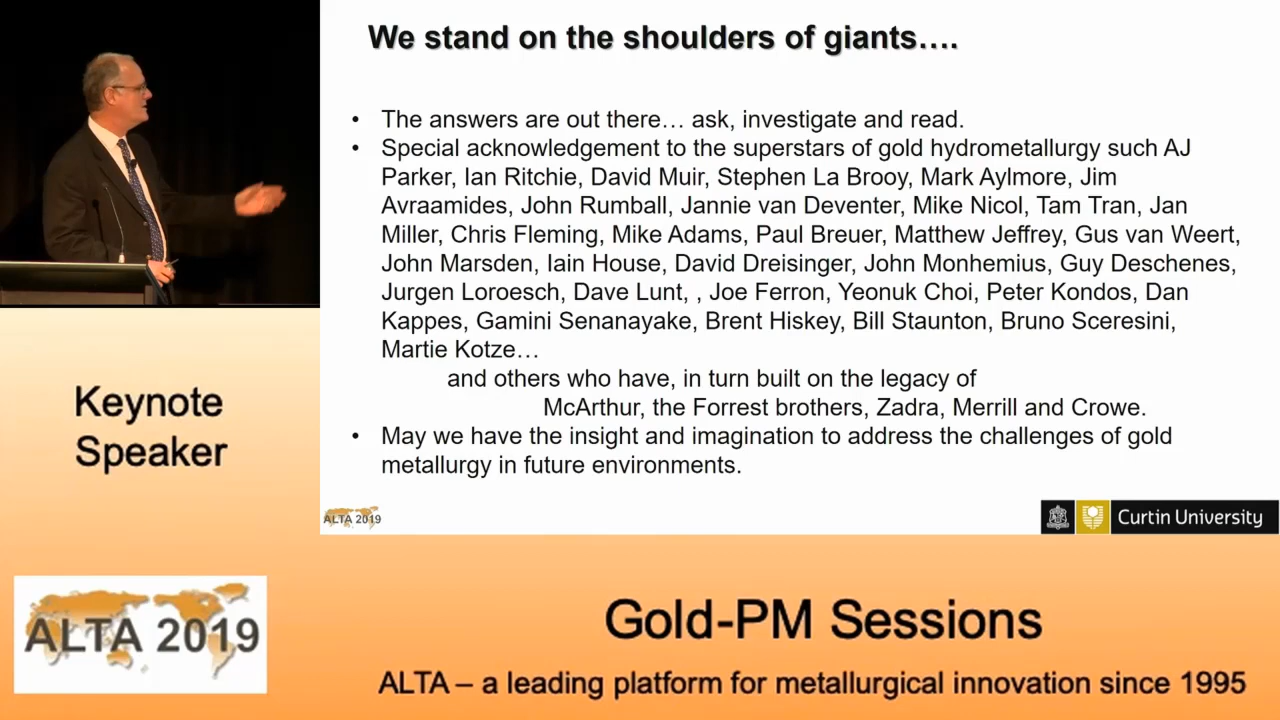 We stand on the shoulders of giants….
• The answers are out there… ask, investigate and read.
• Special acknowledgement to the superstars of gold hydrometallurgy such AJ
Parker, Ian Ritchie, David Muir, Stephen La Brooy, Mark Aylmore, Jim
Avraamides, John Rumball, Jannie van Deventer, Mike Nicol, Tam Tran, Jan
Miller, Chris Fleming, Mike Adams, Paul Breuer, Matthew Jeffrey, Gus van Weert,
John Marsden, Iain House, David Dreisinger, John Monhemius, Guy Deschenes,
Jurgen Loroesch, Dave Lunt, , Joe Ferron, Yeonuk Choi, Peter Kondos, Dan
Kappes, Gamini Senanayake, Brent Hiskey, Bill Staunton, Bruno Sceresini,
Martie Kotze…
and others who have, in turn built on the legacy of
McArthur, the Forrest brothers, Zadra, Merrill and Crowe.
• May we have the insight and imagination to address the challenges of gold
metallurgy in future environments.
ALTA 2019
Curtin University
Keynote
Speaker
ALTA 2019
Gold-PM Sessions
ALTA – a leading platform for metallurgical innovation since 1995